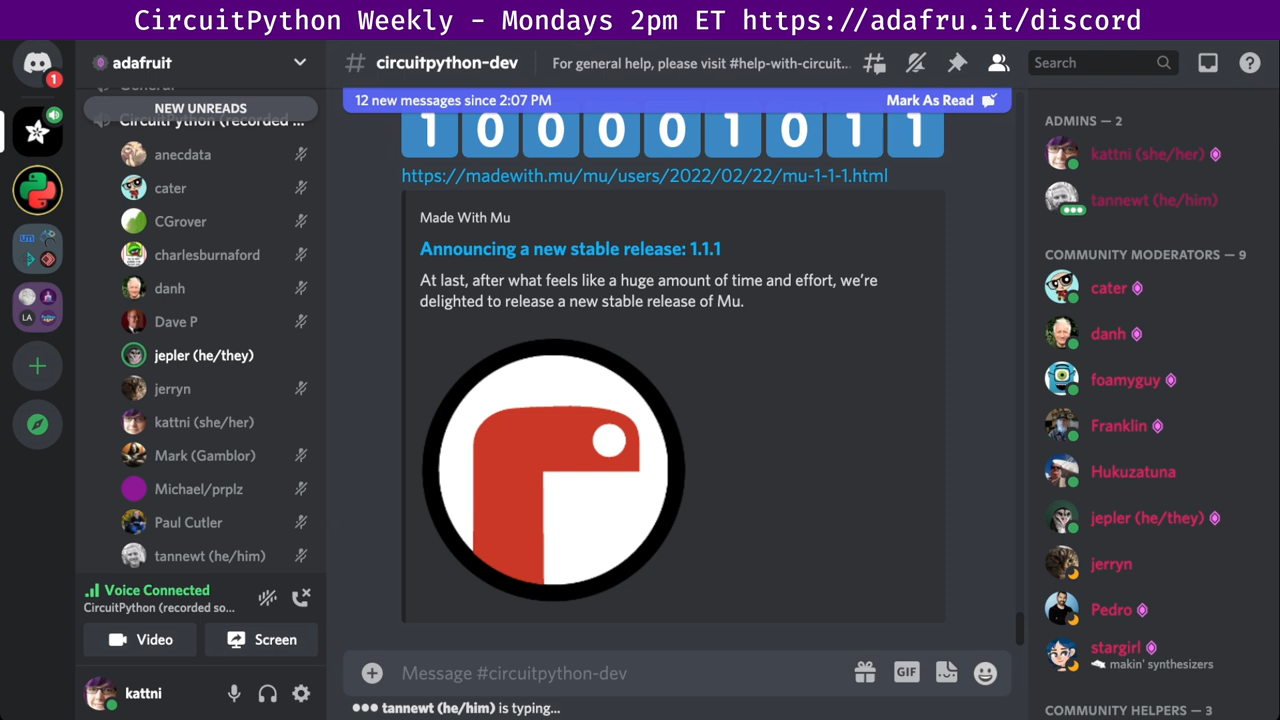 CircuitPython Weekly - Mondays 2pm ET https://adafru.it/discord
1
adafruit
General
NEW UNREADS
CircuitPython (recorded ...
anecdata
cater
CGrover
charlesburnaford
danh
Dave P
jepler (he/they)
jerryn
kattni (she/her)
Mark (Gamblor)
Michael/prplz
Paul Cutler
tannewt (he/him)
Voice Connected
CircuitPython (recorded so...
Video
Screen
kattni
um
LA
# circuitpython-dev
For general help, please visit #help-with-circuit...
Search
12 new messages since 2:07 PM
Mark As Read
1 0 0 0 0 1 0 1 1
https://madewith.mu/mu/users/2022/02/22/mu-1-1-1.html
Made With Mu
Announcing a new stable release: 1.1.1
At last, after what feels like a huge amount of time and effort, we're
delighted to release a new stable release of Mu.
Message #circuitpython-dev
GIF
tannewt (he/him) is typing...
ADMINS — 2
kattni (she/her)
tannewt (he/him)
COMMUNITY MODERATORS — 9
cater
danh
foamyguy
Franklin
Hukuzatuna
jepler (he/they)
jerryn
Pedro
stargirl
makin' synthesizers
COMMUNITY HELPERS — 3